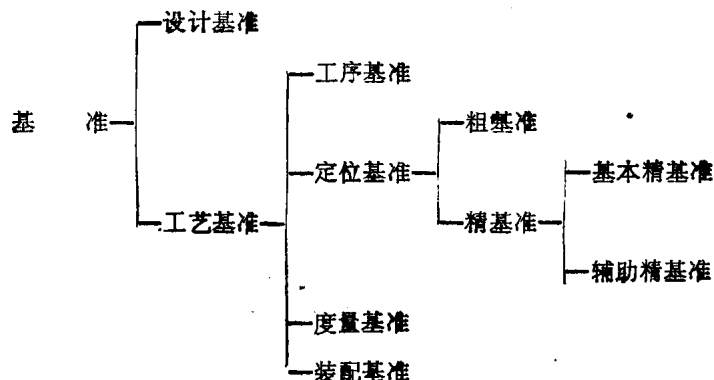 设计基准
工序基准
基 准
粗基准
定位基准
基本精基准
工艺基准
精基准
辅助精基准
度量基准
装配基准